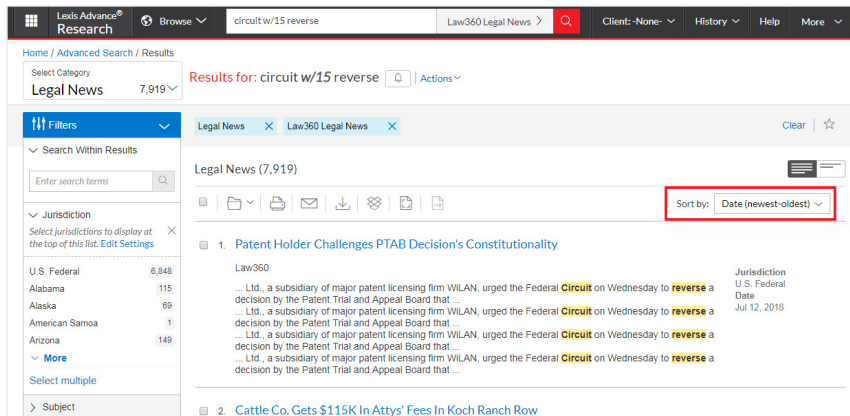 Lexis Advance®
Research
Browse
circuit w/15 reverse
Law360 Legal News
Client: -None-
History
Help
More
Home / Advanced Search / Results
Select Category
Legal News 7,919
Results for: circuit w/15 reverse
Actions
Filters
Legal News
Law360 Legal News
Clear
Search Within Results
Enter search terms
Legal News (7,919)
Sort by: Date (newest-oldest)
Jurisdiction
Select jurisdictions to display at
the top of this list. Edit Settings
U.S. Federal 6,848
Alabama 115
Alaska 69
American Samoa 1
Arizona 149
More
Select multiple
Subject
1. Patent Holder Challenges PTAB Decision's Constitutionality
Law360
... Ltd., a subsidiary of major patent licensing firm WiLAN, urged the Federal Circuit on Wednesday to reverse a
decision by the Patent Trial and Appeal Board that ...
... Ltd., a subsidiary of major patent licensing firm WiLAN, urged the Federal Circuit on Wednesday to reverse a
decision by the Patent Trial and Appeal Board that ...
... Ltd., a subsidiary of major patent licensing firm WiLAN, urged the Federal Circuit on Wednesday to reverse a
decision by the Patent Trial and Appeal Board that ...
... Ltd., a subsidiary of major patent licensing firm WiLAN, urged the Federal Circuit on Wednesday to reverse a
decision by the Patent Trial and Appeal Board that ...
Jurisdiction
U.S. Federal
Date
Jul 12, 2018
2. Cattle Co. Gets $115K In Attys' Fees In Koch Ranch Row